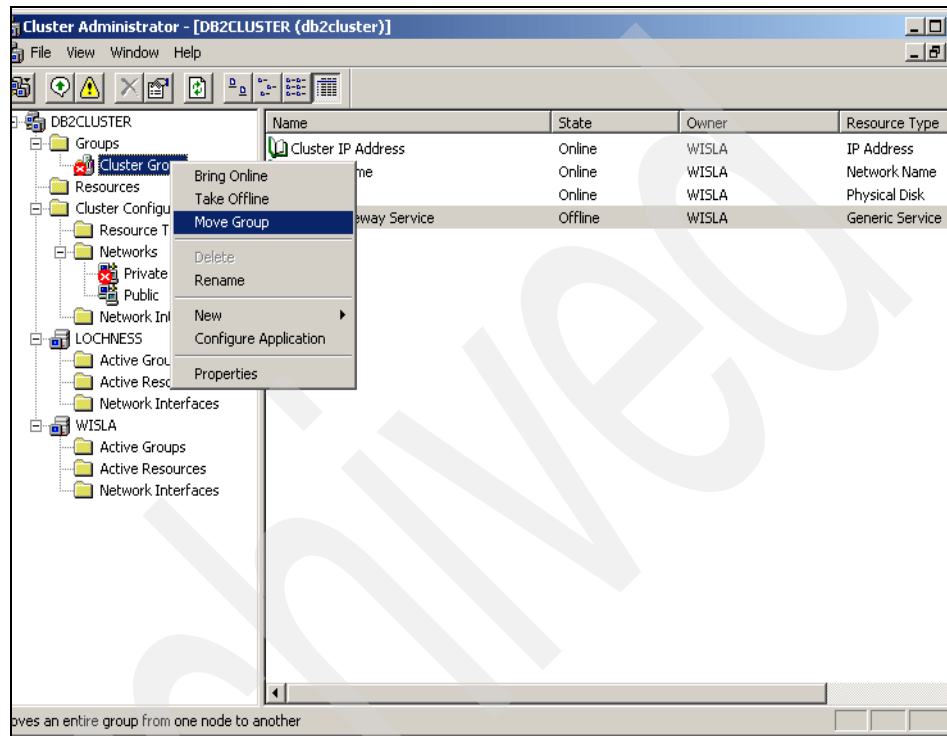 Cluster Administrator - [DB2CLUSTER (db2cluster)]
File View Window Help
DB2CLUSTER
Groups
Cluster Gro
Resources
Cluster Configu
Resource T
Networks
Private
Public
Network In
LOCHNESS
Active Grou
Active Reso
Network Interfaces
WISLA
Active Groups
Active Resources
Network Interfaces
Bring Online
Take Offline
Move Group
Delete
Rename
New
Configure Application
Properties
Name State Owner Resource Type
Cluster IP Address Online WISLA IP Address
me Online WISLA Network Name
Online WISLA Physical Disk
eway Service Offline WISLA Generic Service
oves an entire group from one node to another